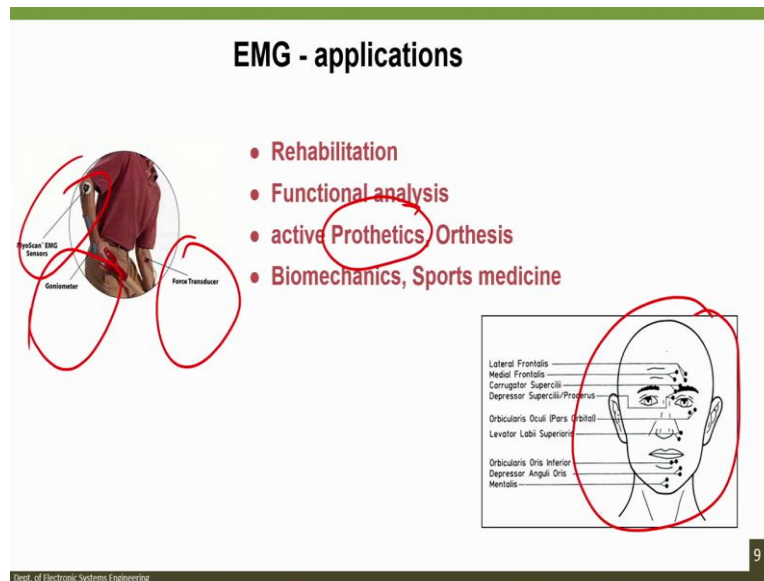 EMG - applications
• Rehabilitation
• Functional analysis
• active Prothetics, Orthesis
• Biomechanics, Sports medicine
MyoScan EMG
Sensors
Goniometer
Force Transducer
Lateral Frontalis
Medial Frontalis
Corrugator Supercilii
Depressor Supercilii/Procerus
Orbicularis Oculi (Pars Orbital)
Levator Labii Superioris
Orbicularis Oris Inferior
Depressor Anguli Oris
Mentalis
9
Dept. of Electronic Systems Engineering